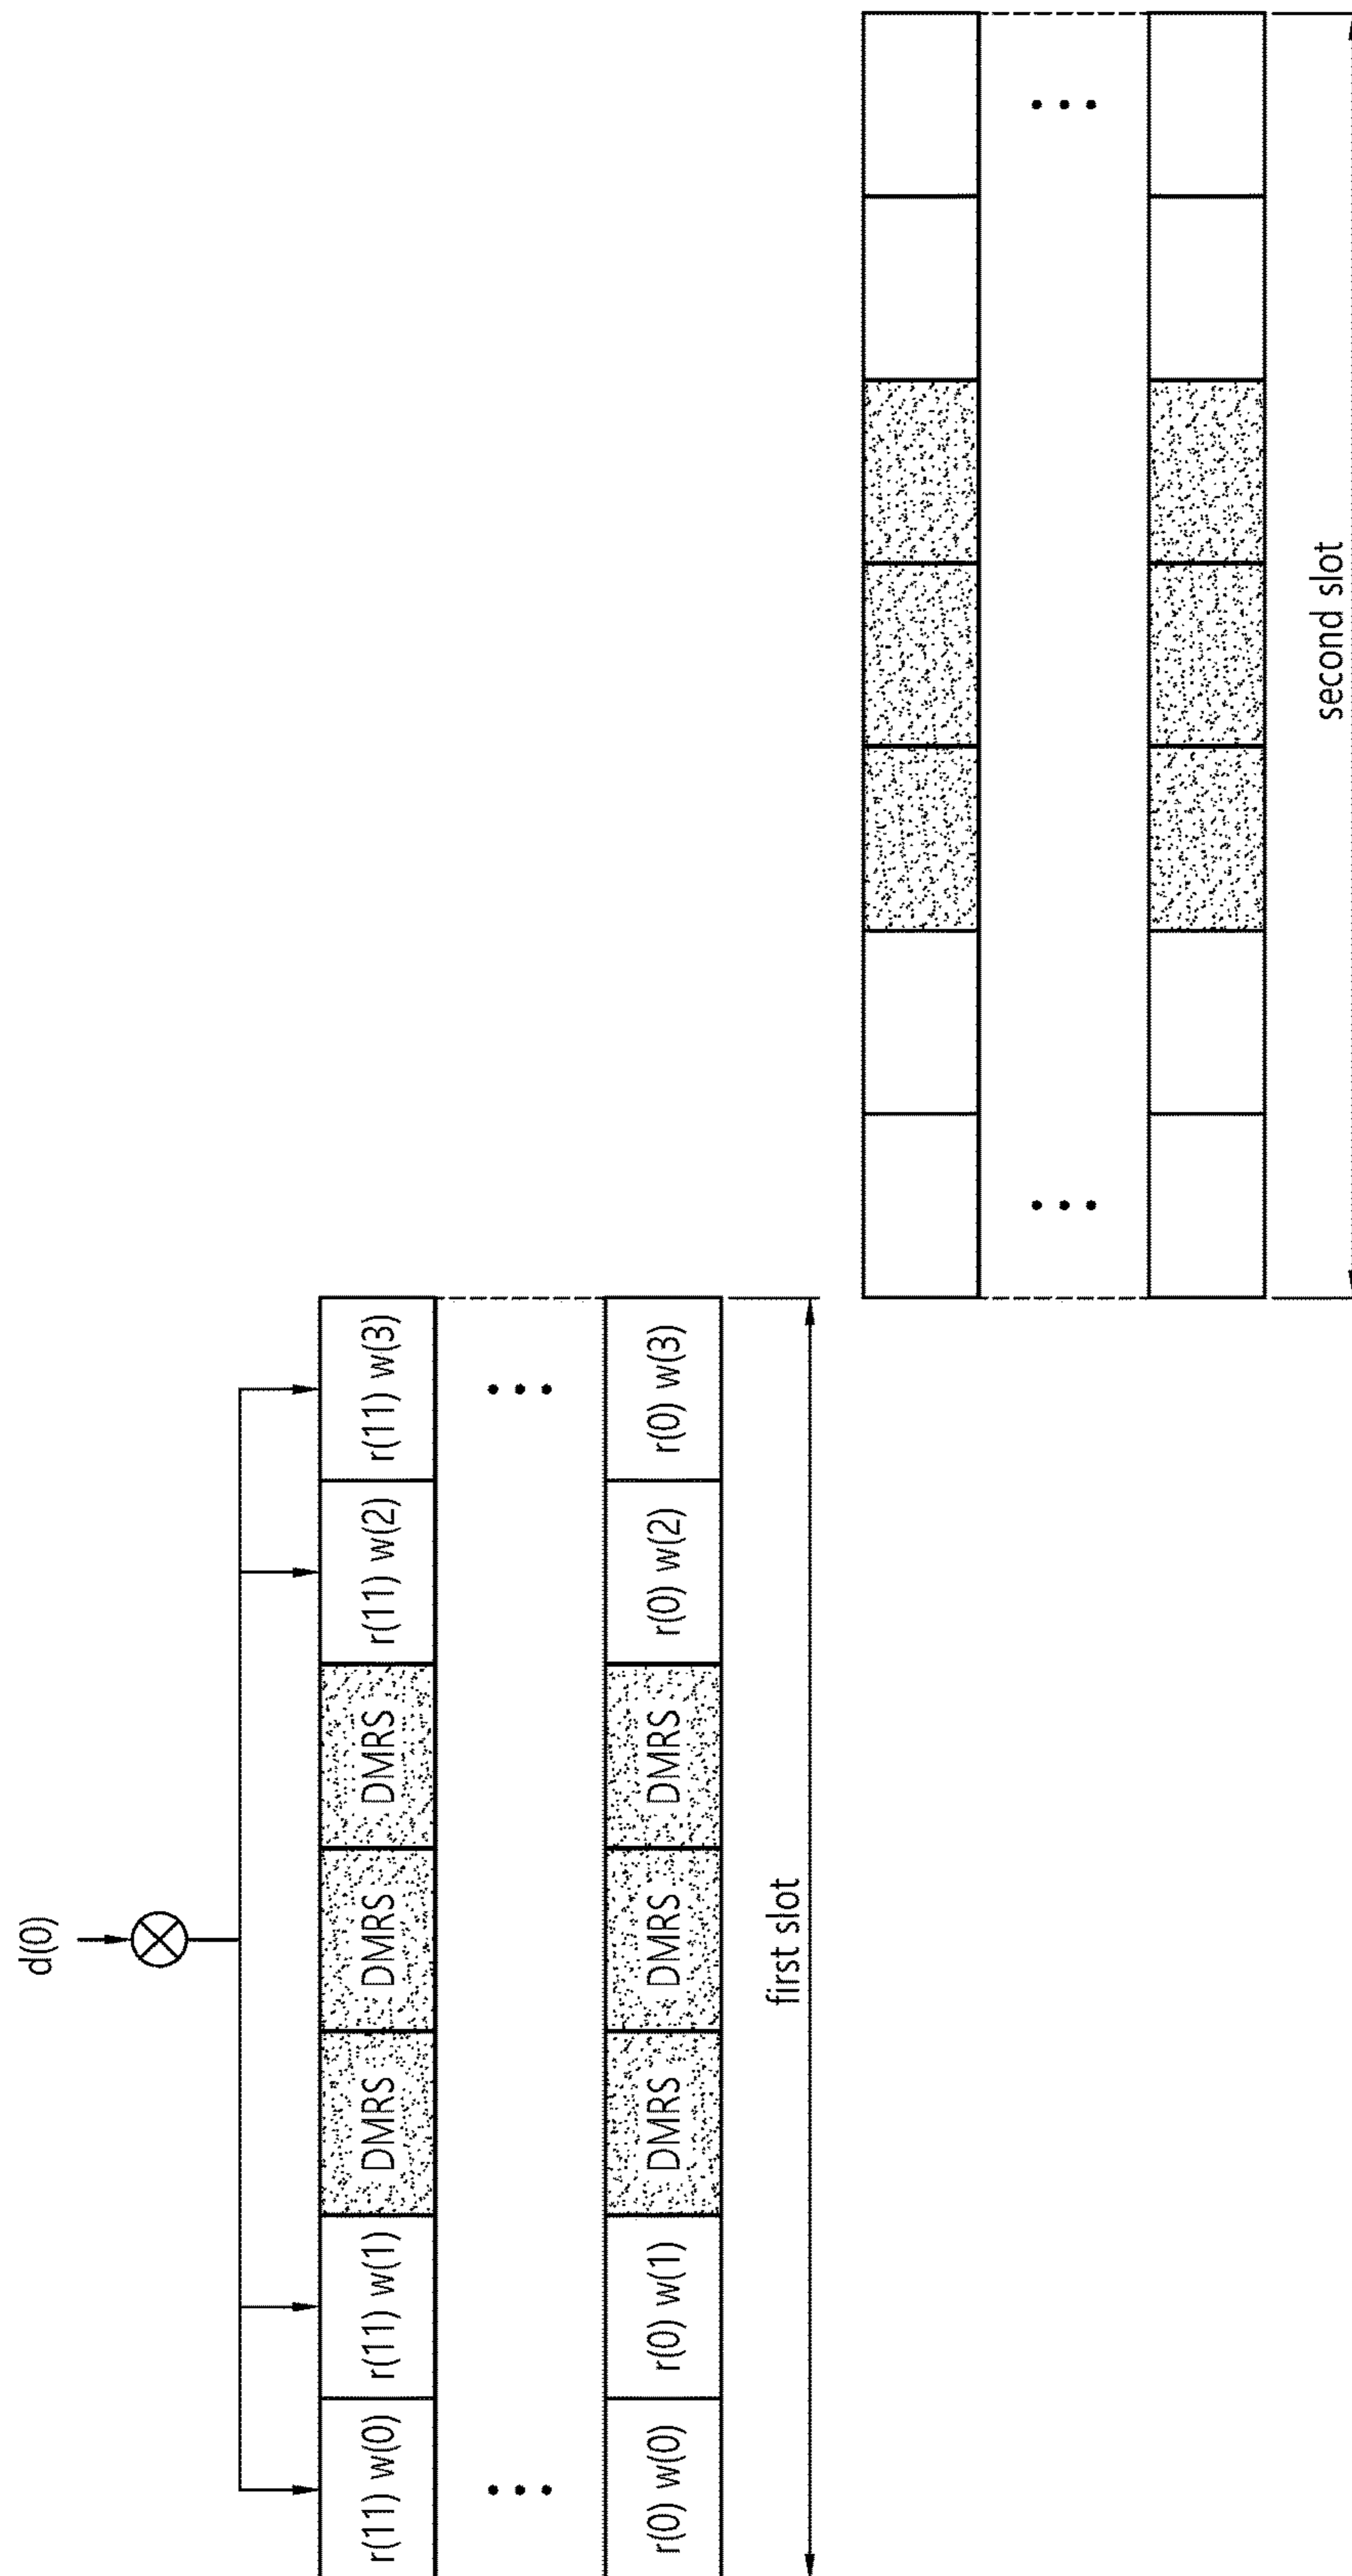 d(0)
r(11) w(0)
r(11) w(1)
DMRS
DMRS
DMRS
r(11) w(2)
r(11) w(3)
r(0) w(0)
r(0) w(1)
DMRS
DMRS
DMRS
r(0) w(2)
r(0) w(3)
first slot
second slot